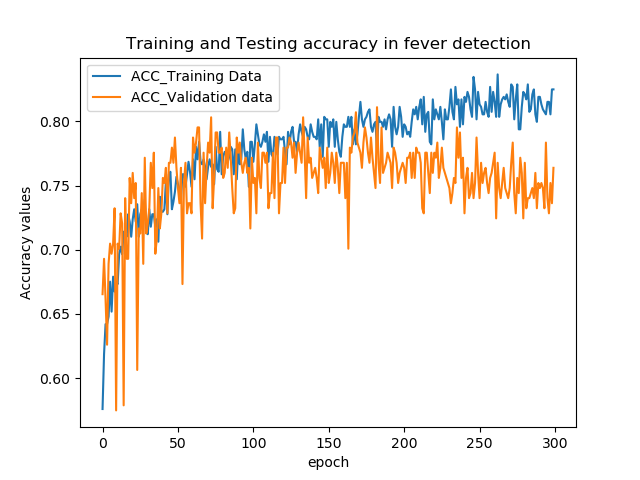 Training and Testing accuracy in fever detection
ACC_Training Data
ACC_Validation data
0.80
0.75
0.70
0.65
0.60
Accuracy values
0 50 100 150 200 250 300
epoch